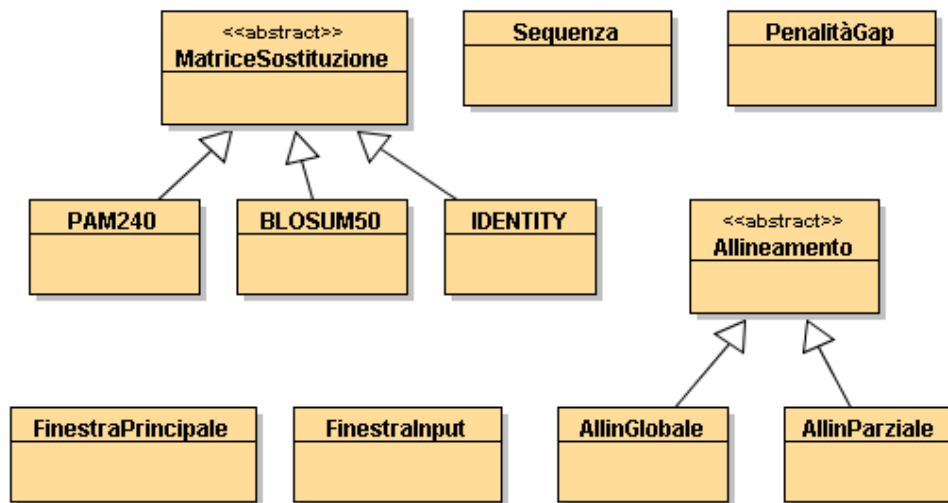 <<abstract>>
MatriceSostituzione
Sequenza
PenalitàGap
PAM240
BLOSUM50
IDENTITY
<<abstract>>
Allineamento
FinestraPrincipale
FinestraInput
AllinGlobale
AllinParziale